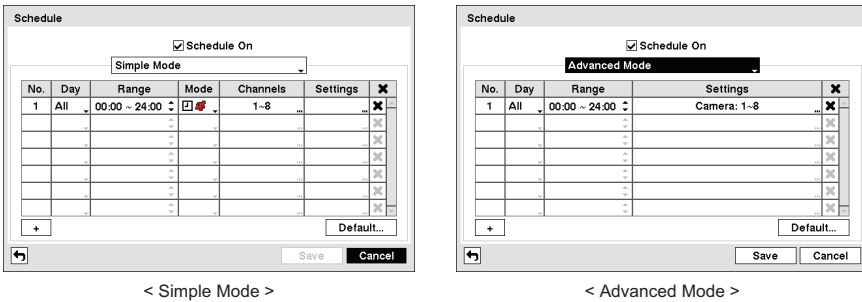 Schedule
Schedule On
Simple Mode
No. Day Range Mode Channels Settings
1 All 00:00 ~ 24:00 1~8 ...
+ Default...
Save Cancel
< Simple Mode >
Schedule
Schedule On
Advanced Mode
No. Day Range Settings
1 All 00:00 ~ 24:00 Camera: 1~8 ...
+ Default...
Save Cancel
< Advanced Mode >